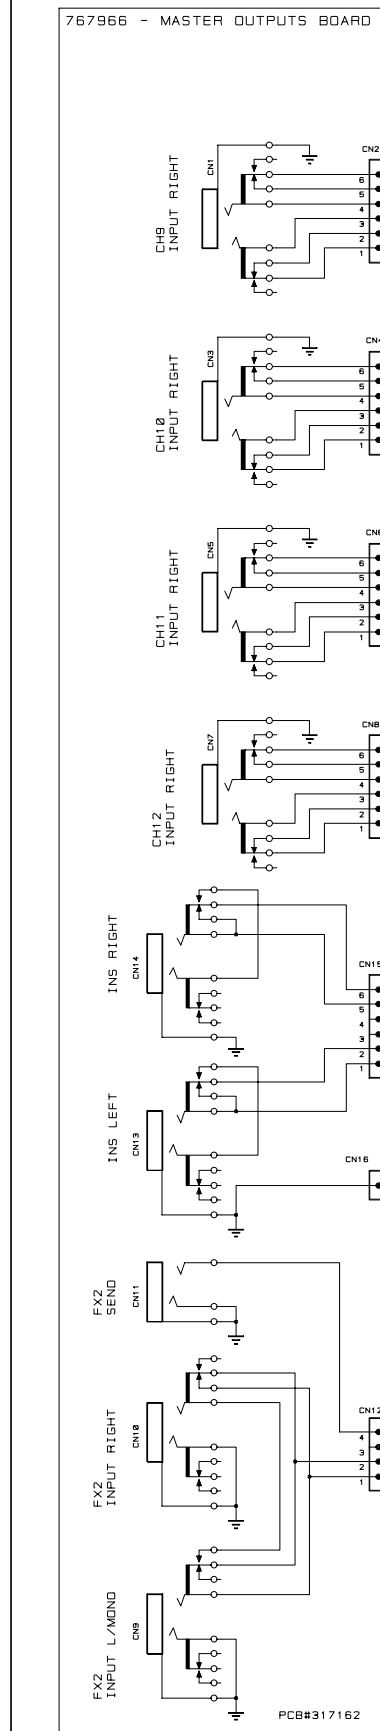 767966 - MASTER OUTPUTS BOARD
CH9
INPUT RIGHT
CN1
CN2
6
5
4
3
2
1
CH10
INPUT RIGHT
CN3
CN4
6
5
4
3
2
1
CH11
INPUT RIGHT
CN5
CN6
6
5
4
3
2
1
CH12
INPUT RIGHT
CN7
CN8
6
5
4
3
2
1
INS RIGHT
CN14
CN15
6
5
4
3
2
1
INS LEFT
CN13
CN16
FX2
SEND
CN11
FX2
INPUT RIGHT
CN10
CN12
4
3
2
1
FX2
INPUT L/MONO
CN9
PCB#317162